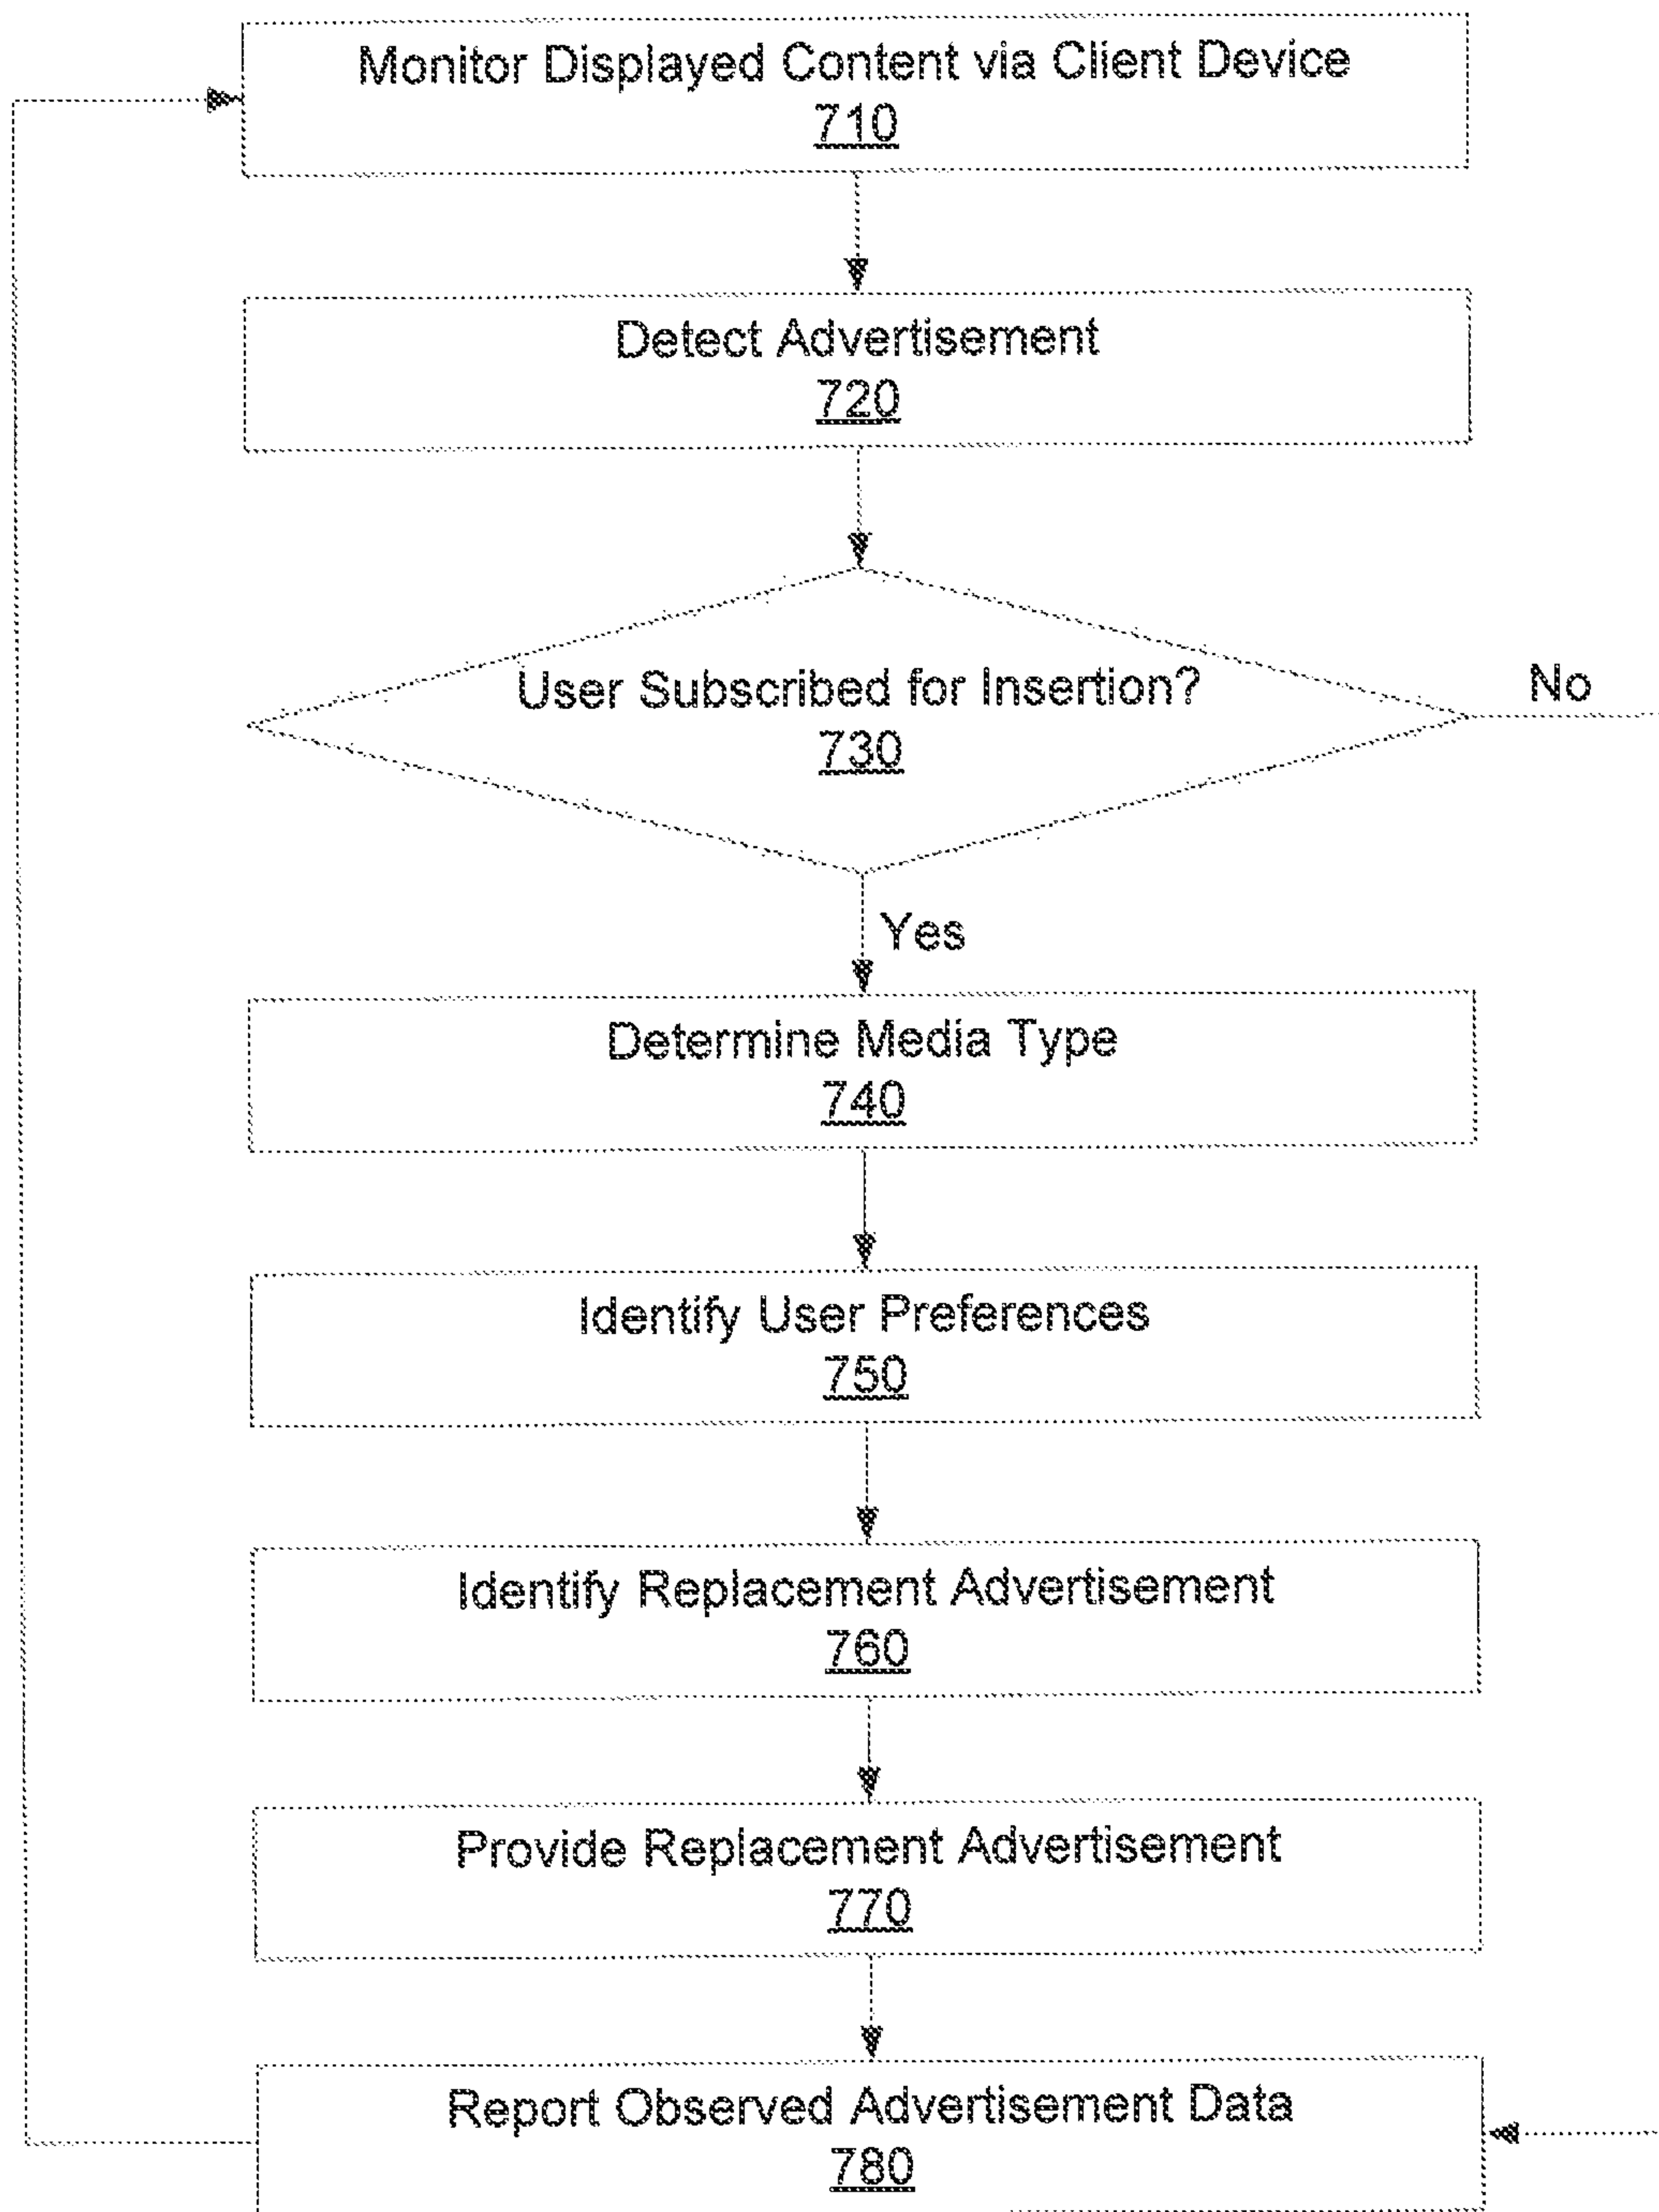 Monitor Displayed Content via Client Device
710
Detect Advertisement
720
User Subscribed for Insertion?
730
No
Yes
Determine Media Type
740
Identify User Preferences
750
Identify Replacement Advertisement
760
Provide Replacement Advertisement
770
Report Observed Advertisement Data
780